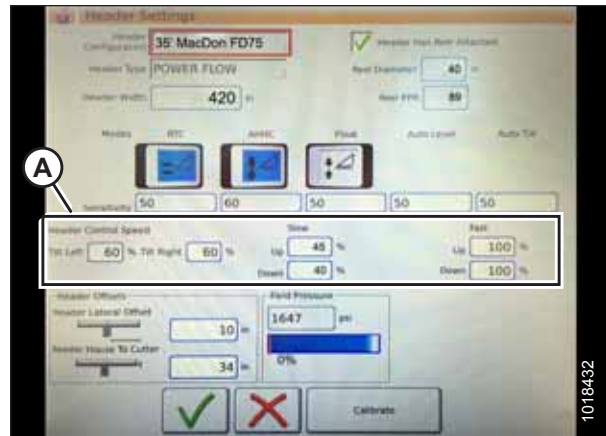 Header Settings
Header Configuration 35' MacDon FD75 Header Has Reel Attached
Header Type POWER FLOW Reel Diameter 40 in
Header Width 420 in Reel PPR 89
Modes RTC AHHC Float Auto Level Auto Tilt
A
Sensitivity 50 60 50 50 50
Header Control Speed Slow Fast
Tilt Left 60 % Tilt Right 60 % Up 45 % Up 100 %
Down 40 % Down 100 %
Header Offsets Field Pressure
Header Lateral Offset 1647 psi
10 in
0%
Feeder House To Cutter
34 in
Calibrate
1018432